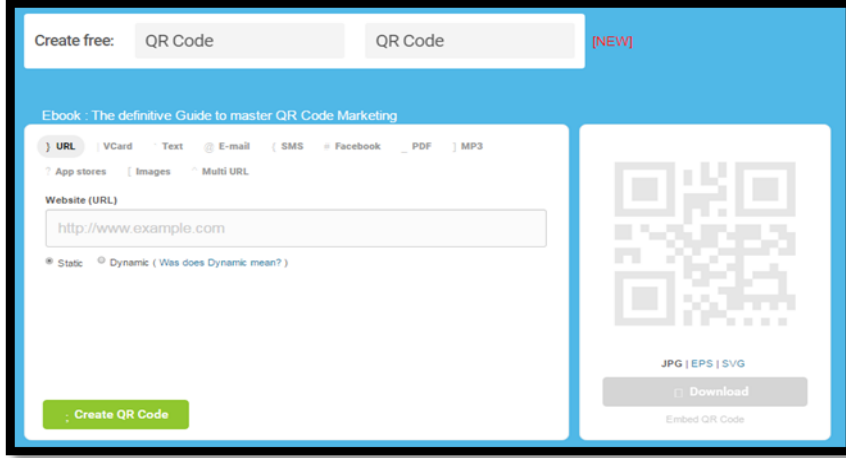 Create free: QR Code QR Code [NEW]
Ebook : The definitive Guide to master QR Code Marketing
} URL | VCard " Text @ E-mail ( SMS # Facebook _ PDF ] MP3
? App stores [ Images ^ Multi URL
Website (URL)
http://www.example.com
Static Dynamic ( Was does Dynamic mean? )
; Create QR Code
JPG | EPS | SVG
Download
Embed QR Code